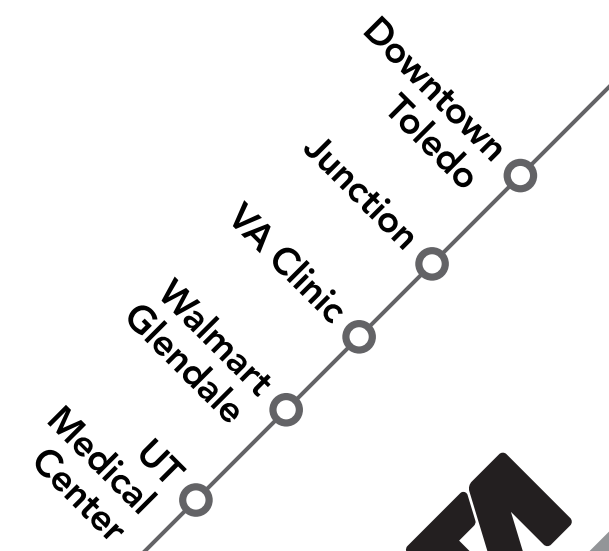 Downtown
Toledo
Junction
VA Clinic
Walmart
Glendale
UT
Medical
Center